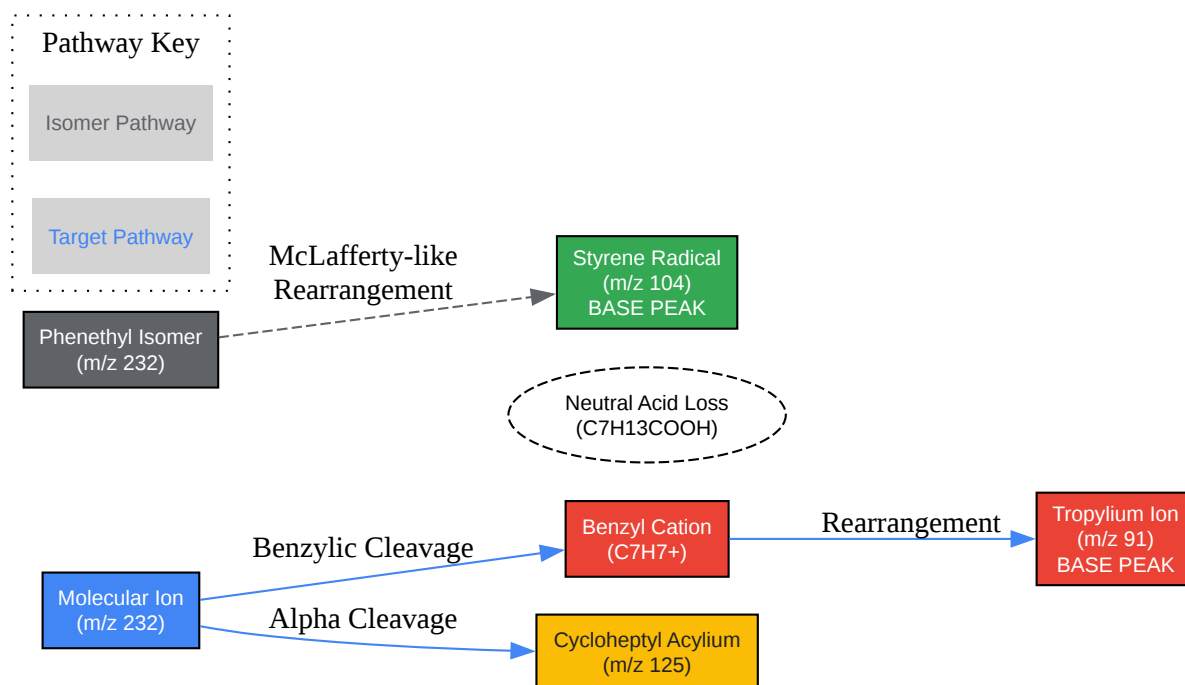 Pathway Key
Isomer Pathway
Target Pathway
McLafferty-like
Rearrangement
Styrene Radical
(m/z 104)
BASE PEAK
Phenethyl Isomer
(m/z 232)
Neutral Acid Loss
(C7H13COOH)
Benzylic Cleavage
Benzyl Cation
(C7H7+)
Rearrangement
Tropylium Ion
(m/z 91)
BASE PEAK
Molecular Ion
(m/z 232)
Alpha Cleavage
Cycloheptyl Acylium
(m/z 125)